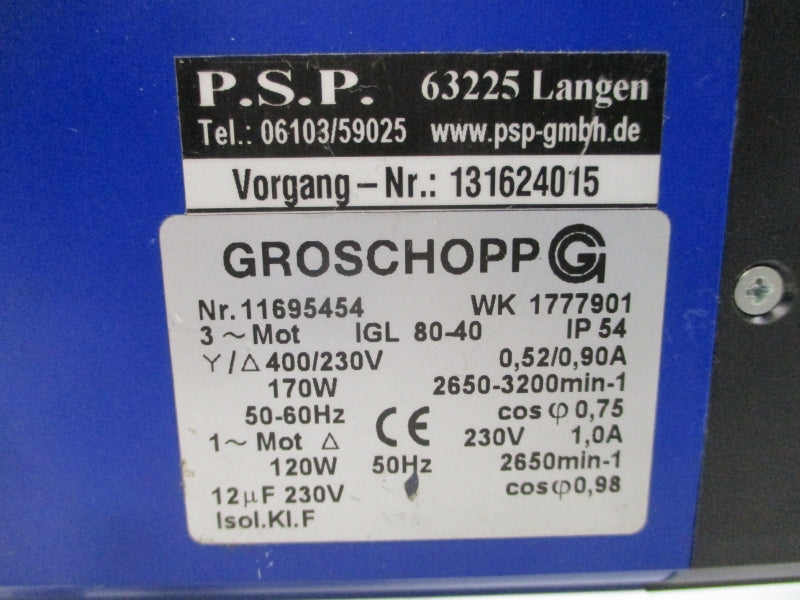 P.S.P. 63225 Langen
Tel.: 06103/59025 www.psp-gmbh.de
Vorgang – Nr.: 131624015
GROSCHOPP G
Nr.11695454 WK 1777901
3 ~ Mot IGL 80-40 IP 54
Y/△ 400/230V 0,52/0,90A
170W 2650-3200min-1
50-60Hz cos φ 0,75
CE
1~ Mot △ 230V 1,0A
120W 50Hz 2650min-1
12µF 230V cosφ0,98
Isol.Kl.F